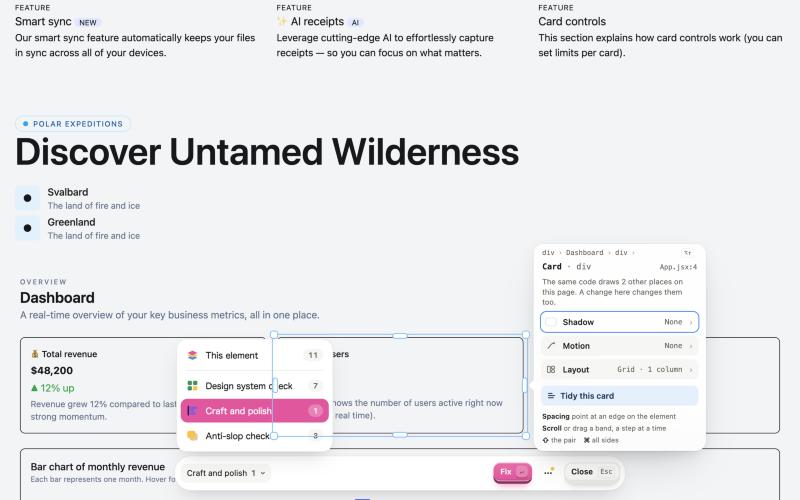 FEATURE
Smart sync NEW
Our smart sync feature automatically keeps your files
in sync across all of your devices.
FEATURE
✨ AI receipts AI
Leverage cutting-edge AI to effortlessly capture
receipts — so you can focus on what matters.
FEATURE
Card controls
This section explains how card controls work (you can
set limits per card).
POLAR EXPEDITIONS
Discover Untamed Wilderness
Svalbard
The land of fire and ice
Greenland
The land of fire and ice
OVERVIEW
Dashboard
A real-time overview of your key business metrics, all in one place.
💰 Total revenue
$48,200
▲ 12% up
Revenue grew 12% compared to last
strong momentum.
shows the number of users active right now
real time).
This element 11
Design system check 7
Craft and polish 1
Anti-slop check 3
div › Dashboard › div ›
Card · div App.jsx:4
The same code draws 2 other places on
this page. A change here changes them
too.
Shadow None ›
Motion None ›
Layout Grid · 1 column ›
Tidy this card
Spacing point at an edge on the element
Scroll or drag a band, a step at a time
⇧ the pair ⌘ all sides
Bar chart of monthly revenue
Each bar represents one month. Hover fo
Craft and polish 1
Fix
Close Esc